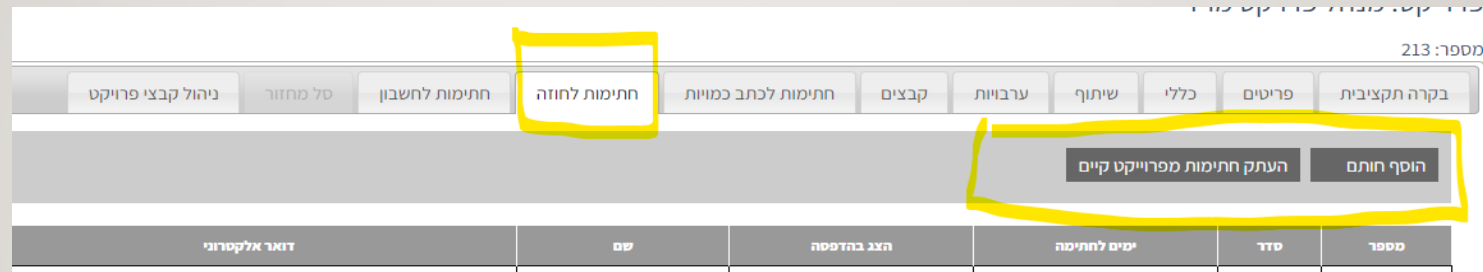 מספר: 213
בקרה תקציבית פריטים כללי שיתוף ערבויות קבצים חתימות לכתב כמויות חתימות לחוזה חתימות לחשבון סל מחזור ניהול קבצי פרויקט
הוסף חותם העתק חתימות מפרוייקט קיים
מספר סדר ימים לחתימה הצג בהדפסה שם דואר אלקטרוני